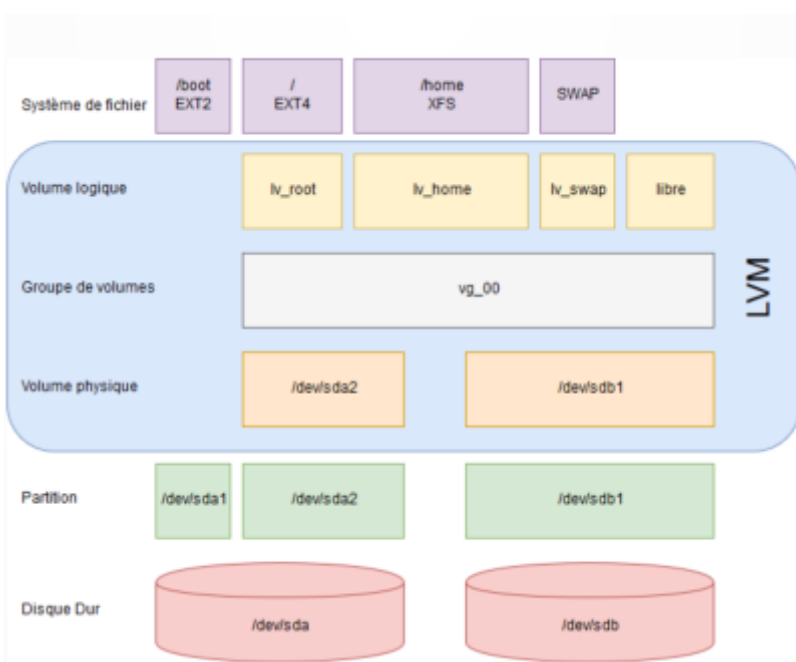 /boot
EXT2
/
EXT4
/home
XFS
SWAP
Système de fichier
Volume logique
lv_root
lv_home
lv_swap
libre
Groupe de volumes
vg_00
LVM
Volume physique
/dev/sda2
/dev/sdb1
Partition
/dev/sda1
/dev/sda2
/dev/sdb1
Disque Dur
/dev/sda
/dev/sdb